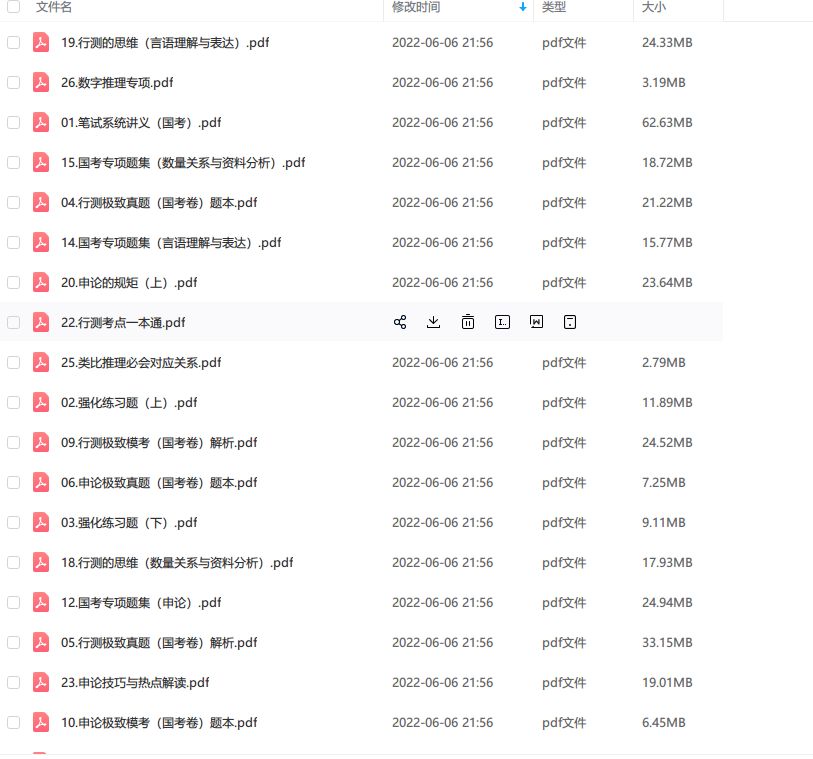 文件名 修改时间 类型 大小
19.行测的思维（言语理解与表达）.pdf 2022-06-06 21:56 pdf文件 24.33MB
26.数字推理专项.pdf 2022-06-06 21:56 pdf文件 3.19MB
01.笔试系统讲义（国考）.pdf 2022-06-06 21:56 pdf文件 62.63MB
15.国考专项题集（数量关系与资料分析）.pdf 2022-06-06 21:56 pdf文件 18.72MB
04.行测极致真题（国考卷）题本.pdf 2022-06-06 21:56 pdf文件 21.22MB
14.国考专项题集（言语理解与表达）.pdf 2022-06-06 21:56 pdf文件 15.77MB
20.申论的规矩（上）.pdf 2022-06-06 21:56 pdf文件 23.64MB
22.行测考点一本通.pdf
25.类比推理必会对应关系.pdf 2022-06-06 21:56 pdf文件 2.79MB
02.强化练习题（上）.pdf 2022-06-06 21:56 pdf文件 11.89MB
09.行测极致模考（国考卷）解析.pdf 2022-06-06 21:56 pdf文件 24.52MB
06.申论极致真题（国考卷）题本.pdf 2022-06-06 21:56 pdf文件 7.25MB
03.强化练习题（下）.pdf 2022-06-06 21:56 pdf文件 9.11MB
18.行测的思维（数量关系与资料分析）.pdf 2022-06-06 21:56 pdf文件 17.93MB
12.国考专项题集（申论）.pdf 2022-06-06 21:56 pdf文件 24.94MB
05.行测极致真题（国考卷）解析.pdf 2022-06-06 21:56 pdf文件 33.15MB
23.申论技巧与热点解读.pdf 2022-06-06 21:56 pdf文件 19.01MB
10.申论极致模考（国考卷）题本.pdf 2022-06-06 21:56 pdf文件 6.45MB